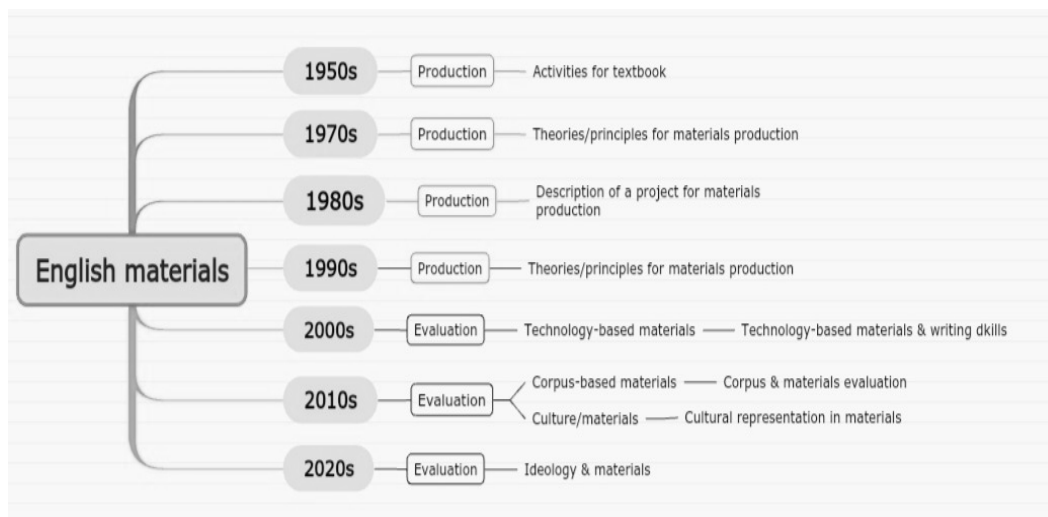 1950s Production Activities for textbook
1970s Production Theories/principles for materials production
1980s Production Description of a project for materials
production
English materials
1990s Production Theories/principles for materials production
2000s Evaluation Technology-based materials Technology-based materials & writing dkills
2010s Evaluation
Corpus-based materials Corpus & materials evaluation
Culture/materials Cultural representation in materials
2020s Evaluation Ideology & materials